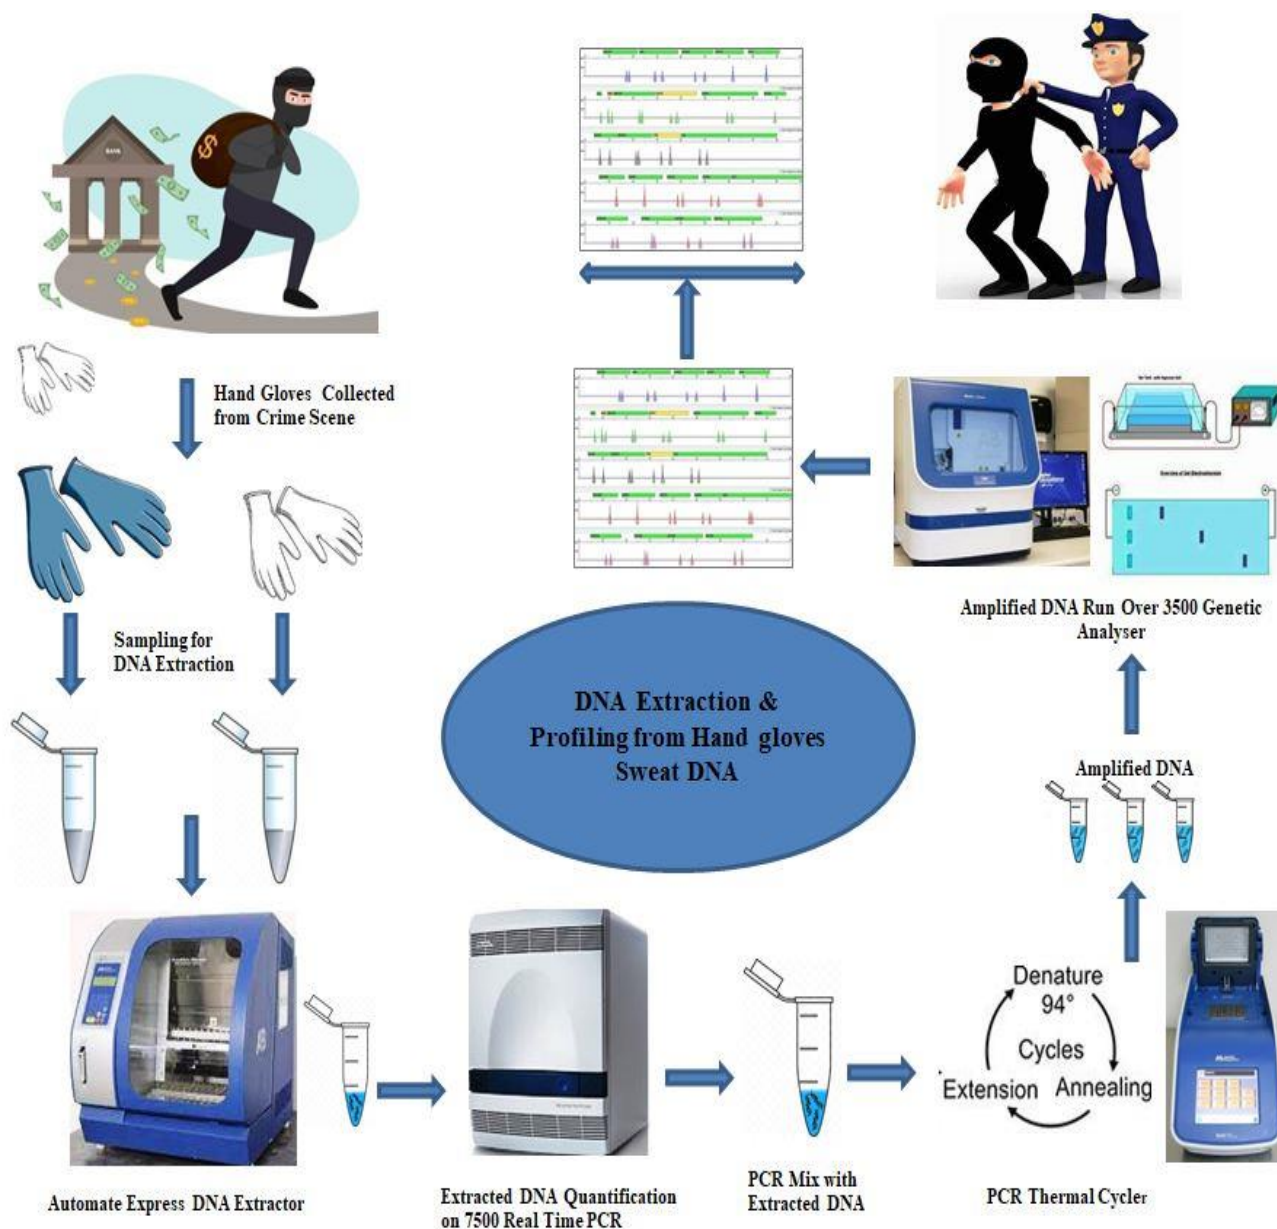 BANK
$
Hand Gloves Collected
from Crime Scene
Sampling for
DNA Extraction
DNA Extraction &
Profiling from Hand gloves
Sweat DNA
Amplified DNA Run Over 3500 Genetic
Analyser
Amplified DNA
Denature
94°
Cycles
Extension
Annealing
Automate Express DNA Extractor
Extracted DNA Quantification
on 7500 Real Time PCR
PCR Mix with
Extracted DNA
PCR Thermal Cycler